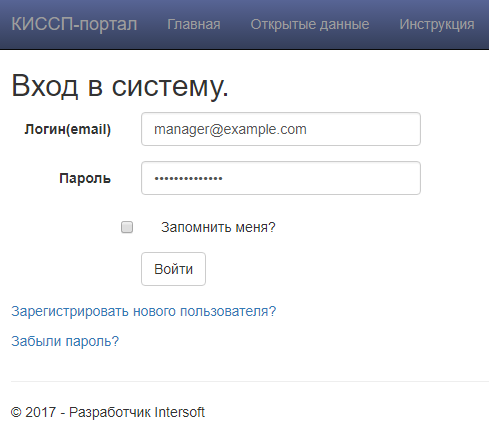 КИССП-портал Главная Открытые данные Инструкция
Вход в систему.
Логин(email) manager@example.com
Пароль ••••••••••••••
Запомнить меня?
Войти
Зарегистрировать нового пользователя?
Забыли пароль?
© 2017 - Разработчик Intersoft